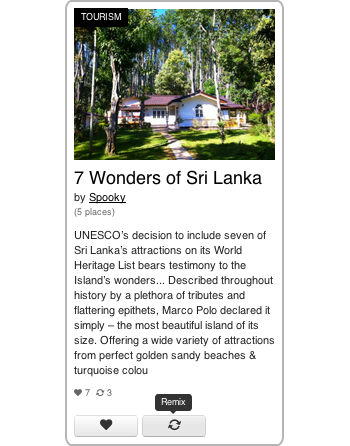 TOURISM
7 Wonders of Sri Lanka
by Spooky
(5 places)
UNESCO’s decision to include seven of
Sri Lanka’s attractions on its World
Heritage List bears testimony to the
Island’s wonders... Described throughout
history by a plethora of tributes and
flattering epithets, Marco Polo declared it
simply – the most beautiful island of its
size. Offering a wide variety of attractions
from perfect golden sandy beaches &
turquoise colou
7 3
Remix